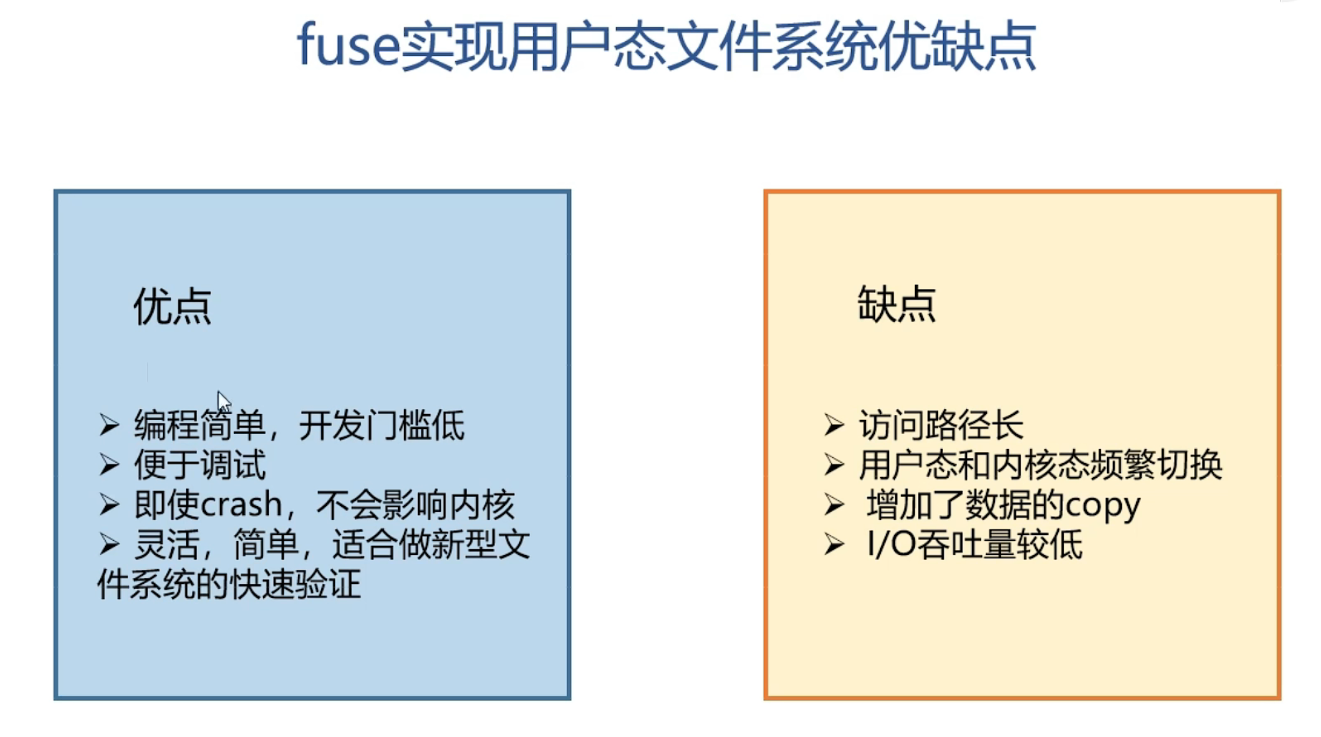 fuse实现用户态文件系统优缺点
优点
➢ 编程简单，开发门槛低
➢ 便于调试
➢ 即使crash，不会影响内核
➢ 灵活，简单，适合做新型文
件系统的快速验证
缺点
➢ 访问路径长
➢ 用户态和内核态频繁切换
➢ 增加了数据的copy
➢ I/O吞吐量较低